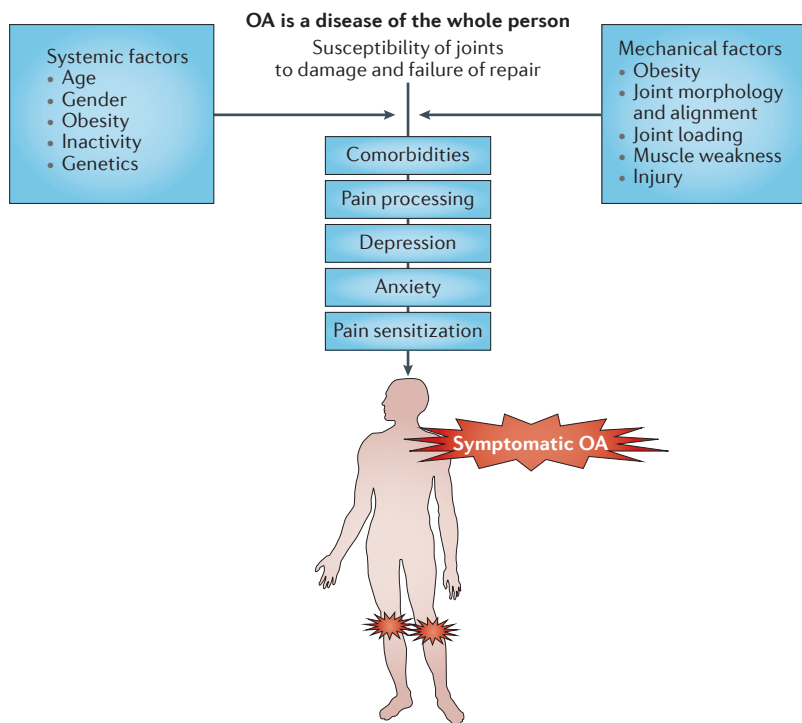 OA is a disease of the whole person
Susceptibility of joints
to damage and failure of repair
Systemic factors
• Age
• Gender
• Obesity
• Inactivity
• Genetics
Mechanical factors
• Obesity
• Joint morphology
and alignment
• Joint loading
• Muscle weakness
• Injury
Comorbidities
Pain processing
Depression
Anxiety
Pain sensitization
Symptomatic OA